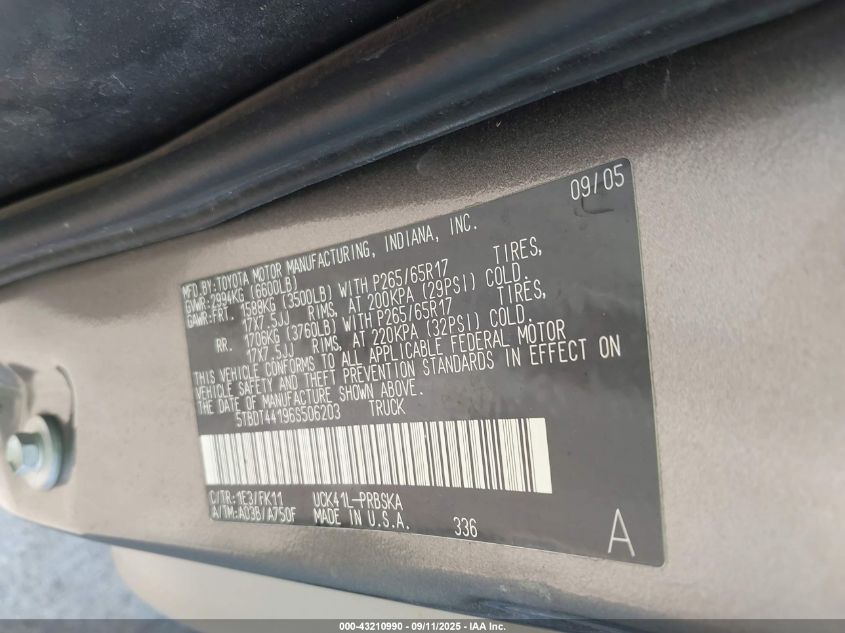 09/05
MFD.BY:TOYOTA MOTOR MANUFACTURING, INDIANA, INC.
GVWR:2994KG (6600LB)
GAWR:FRT. 1588KG (3500LB) WITH P265/65R17 TIRES,
17X7.5JJ RIMS, AT 200KPA (29PSI) COLD.
RR. 1706KG (3760LB) WITH P265/65R17 TIRES,
17X7.5JJ RIMS, AT 220KPA (32PSI) COLD.
THIS VEHICLE CONFORMS TO ALL APPLICABLE FEDERAL MOTOR
VEHICLE SAFETY AND THEFT PREVENTION STANDARDS IN EFFECT ON
THE DATE OF MANUFACTURE SHOWN ABOVE.
5TBDT44196S506203 TRUCK
C/TR:1E3/FK11 UCK41L-PRBSKA
A/TM:A03B/A750F MADE IN U.S.A. 336 A
000-43210990 - 09/11/2025 - IAA Inc.